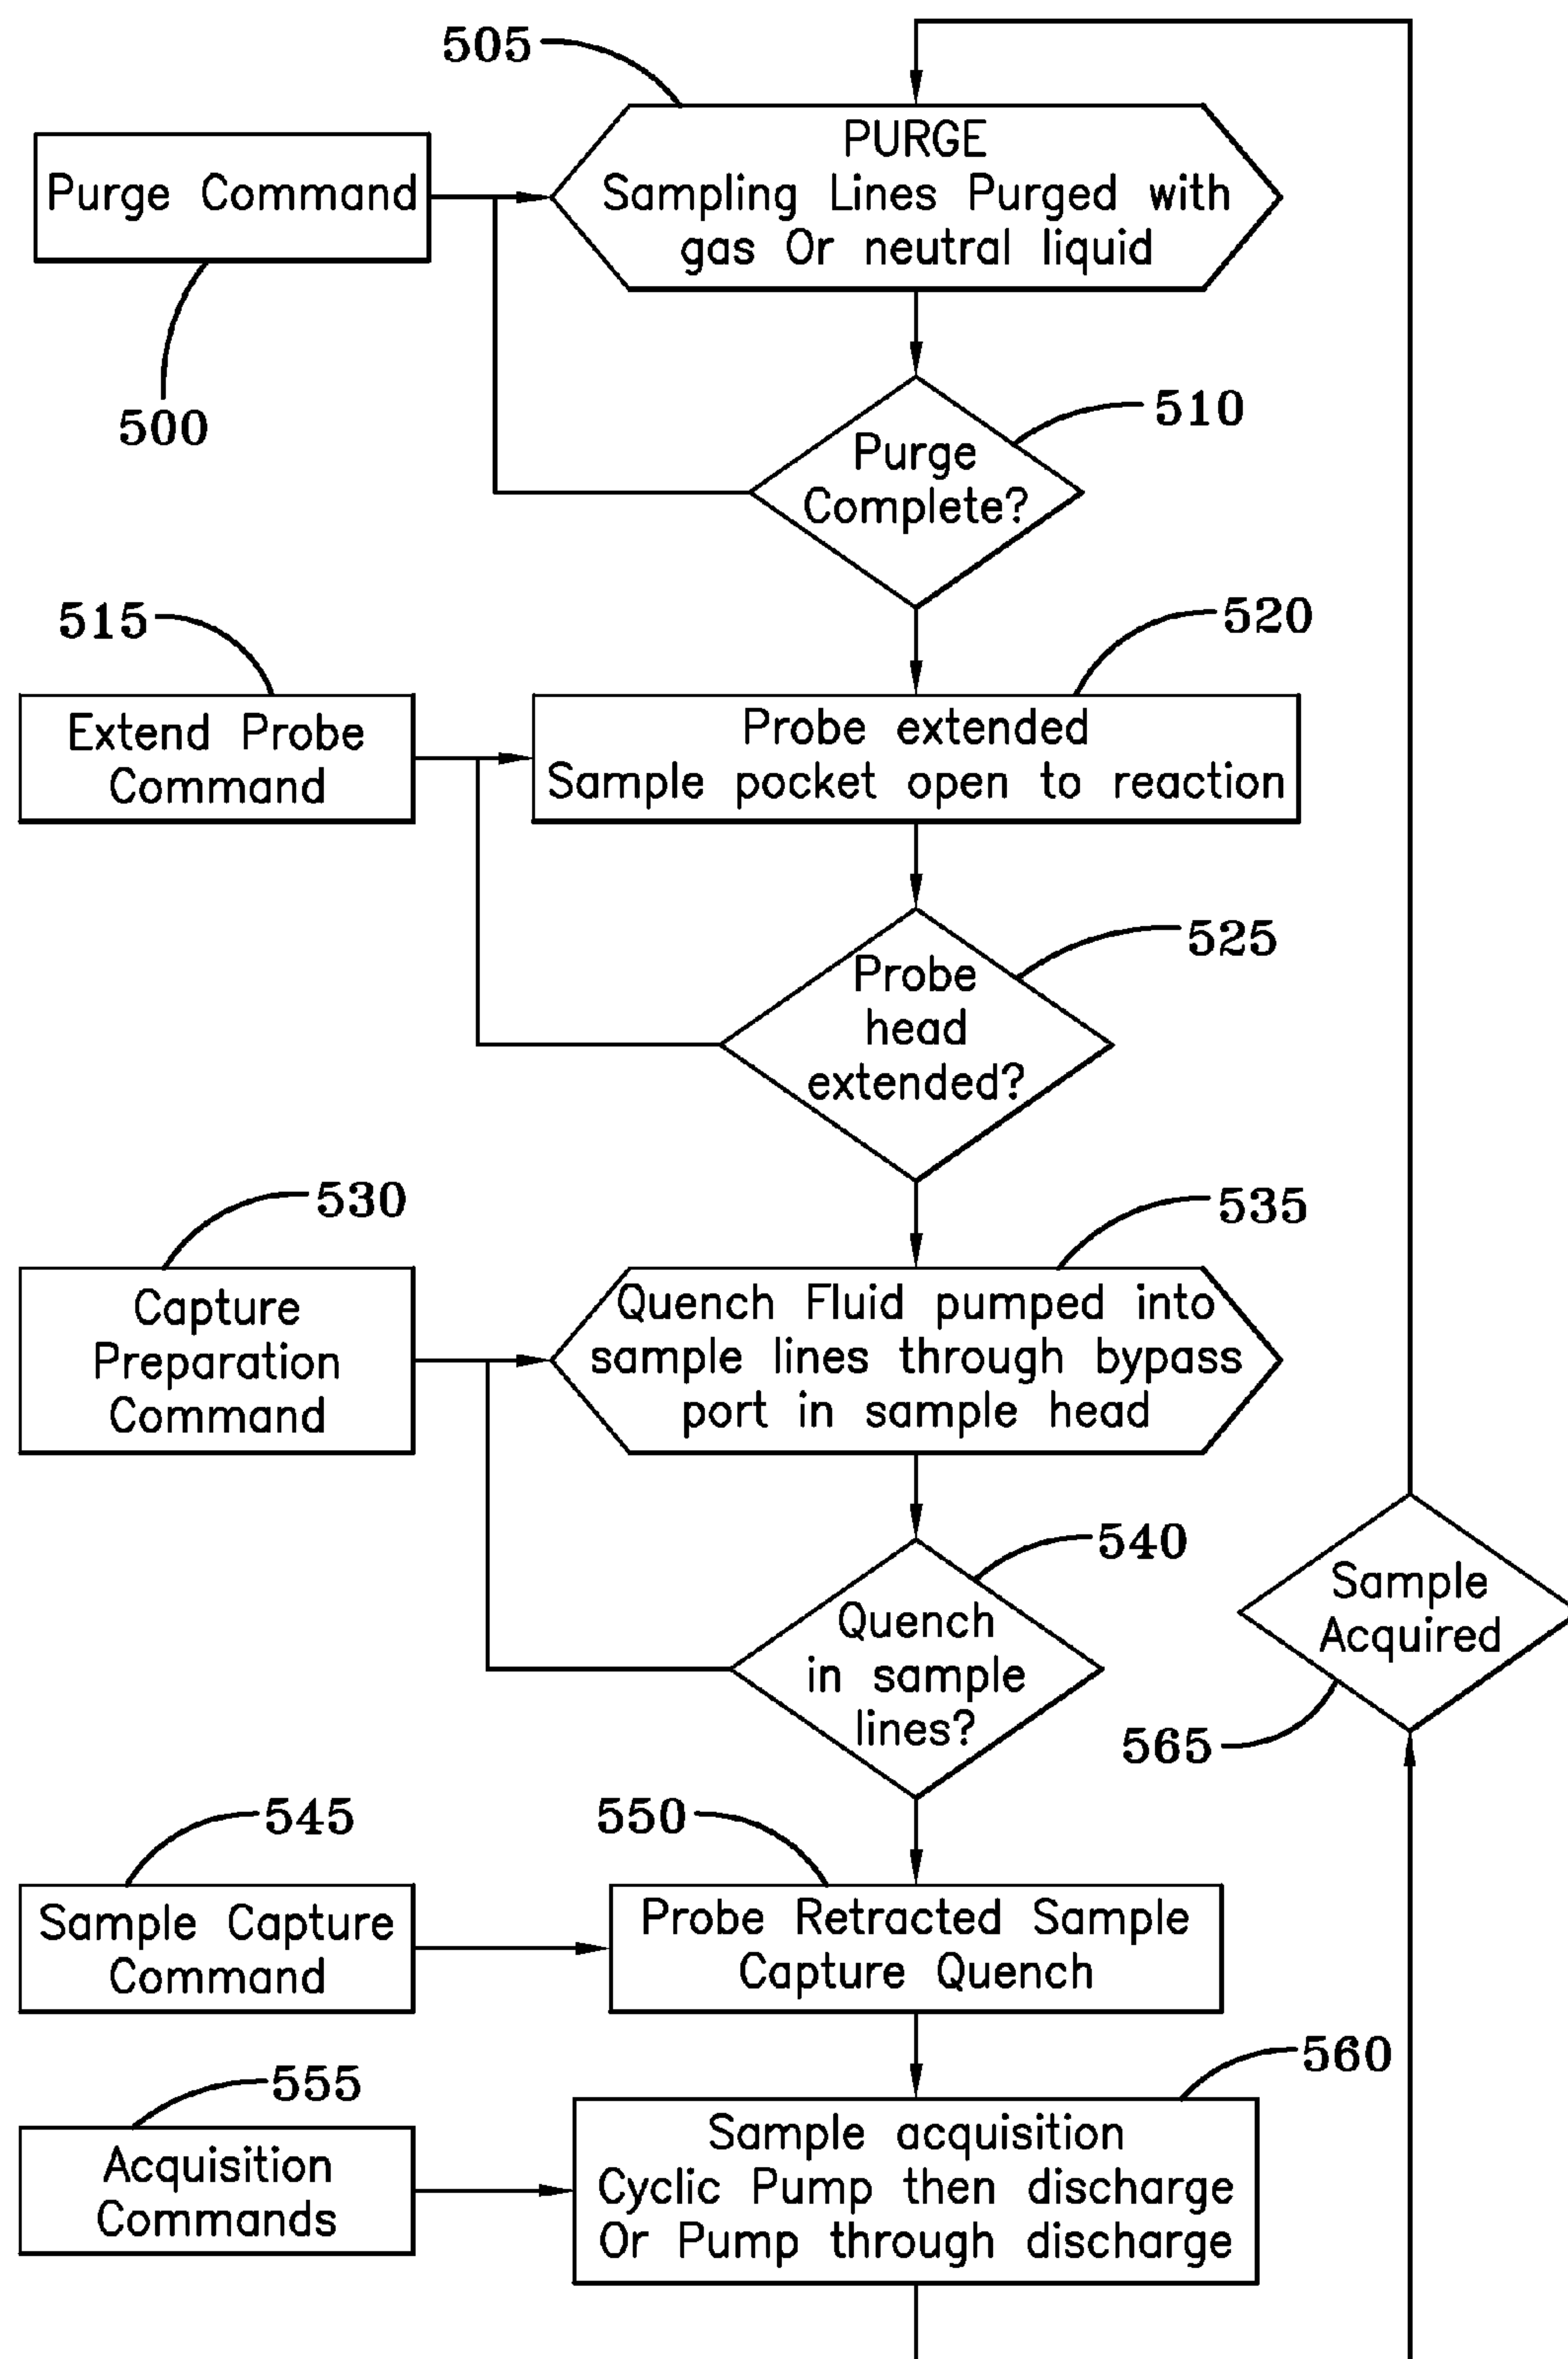 505
PURGE
Sampling Lines Purged with
gas Or neutral liquid
Purge Command
500
510
Purge
Complete?
515
520
Extend Probe
Command
Probe extended
Sample pocket open to reaction
525
Probe
head
extended?
530
535
Capture
Preparation
Command
Quench Fluid pumped into
sample lines through bypass
port in sample head
540
Quench
in sample
lines?
Sample
Acquired
565
545
550
Sample Capture
Command
Probe Retracted Sample
Capture Quench
555
560
Acquisition
Commands
Sample acquisition
Cyclic Pump then discharge
Or Pump through discharge